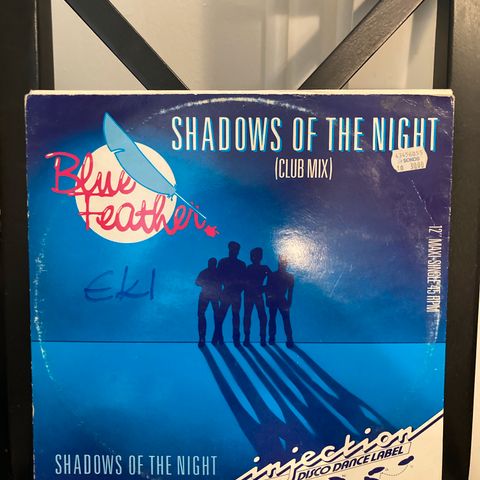 SHADOWS OF THE NIGHT
(CLUB MIX)
Blue
Feather
EKI
12" MAXI-SINGLE 45 RPM
SHADOWS OF THE NIGHT
injection
DISCO DANCE LABEL